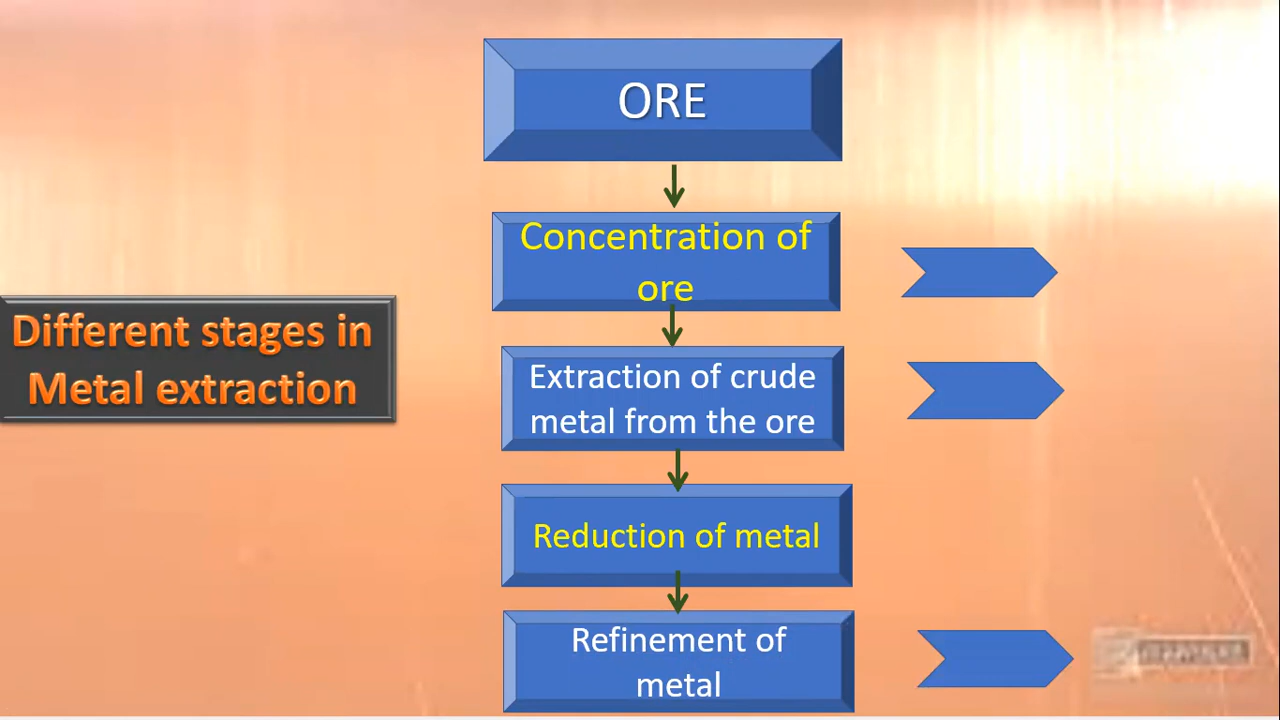 ORE
Concentration of
ore
Different stages in
Metal extraction
Extraction of crude
metal from the ore
Reduction of metal
Refinement of
metal